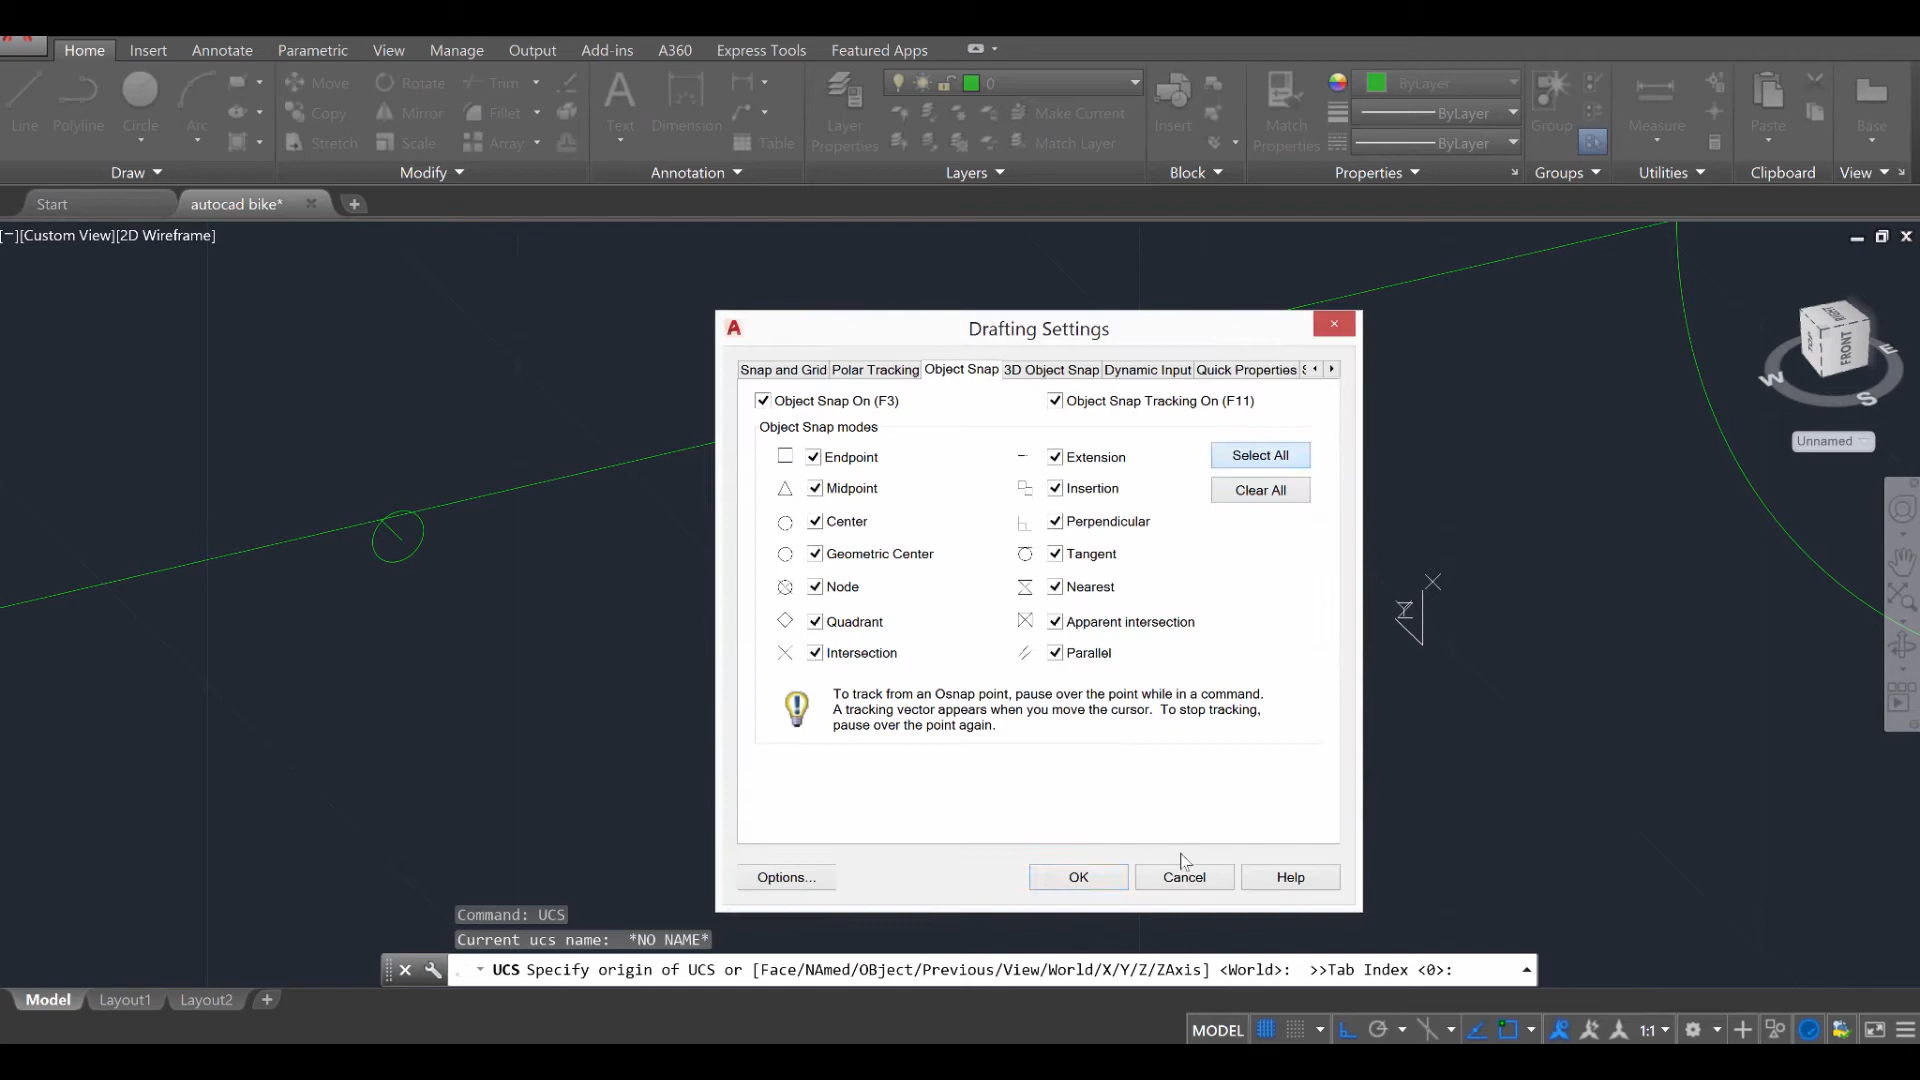 Home Insert Annotate Parametric View Manage Output Add-ins A360 Express Tools Featured Apps
Line Polyline Circle Arc
Move Rotate Trim
Copy Mirror Fillet
Stretch Scale Array
Text Dimension Table
Layer Properties
0
Make Current
Match Layer
Insert
Match Properties
ByLayer
ByLayer
ByLayer
Group Measure Paste Base
Draw Modify Annotation Layers Block Properties Groups Utilities Clipboard View
Start autocad bike*
[−][Custom View][2D Wireframe]
TOP FRONT RIGHT
W S E
Unnamed
Drafting Settings
Snap and Grid Polar Tracking Object Snap 3D Object Snap Dynamic Input Quick Properties
Object Snap On (F3) Object Snap Tracking On (F11)
Object Snap modes
Endpoint Extension Select All
Midpoint Insertion Clear All
Center Perpendicular
Geometric Center Tangent
Node Nearest
Quadrant Apparent intersection
Intersection Parallel
To track from an Osnap point, pause over the point while in a command.
A tracking vector appears when you move the cursor. To stop tracking,
pause over the point again.
Options... OK Cancel Help
X
Command: UCS
Current ucs name: *NO NAME*
UCS Specify origin of UCS or [Face/NAmed/OBject/Previous/View/World/X/Y/Z/ZAxis] <World>: >>Tab Index <0>:
Model Layout1 Layout2
MODEL 1:1